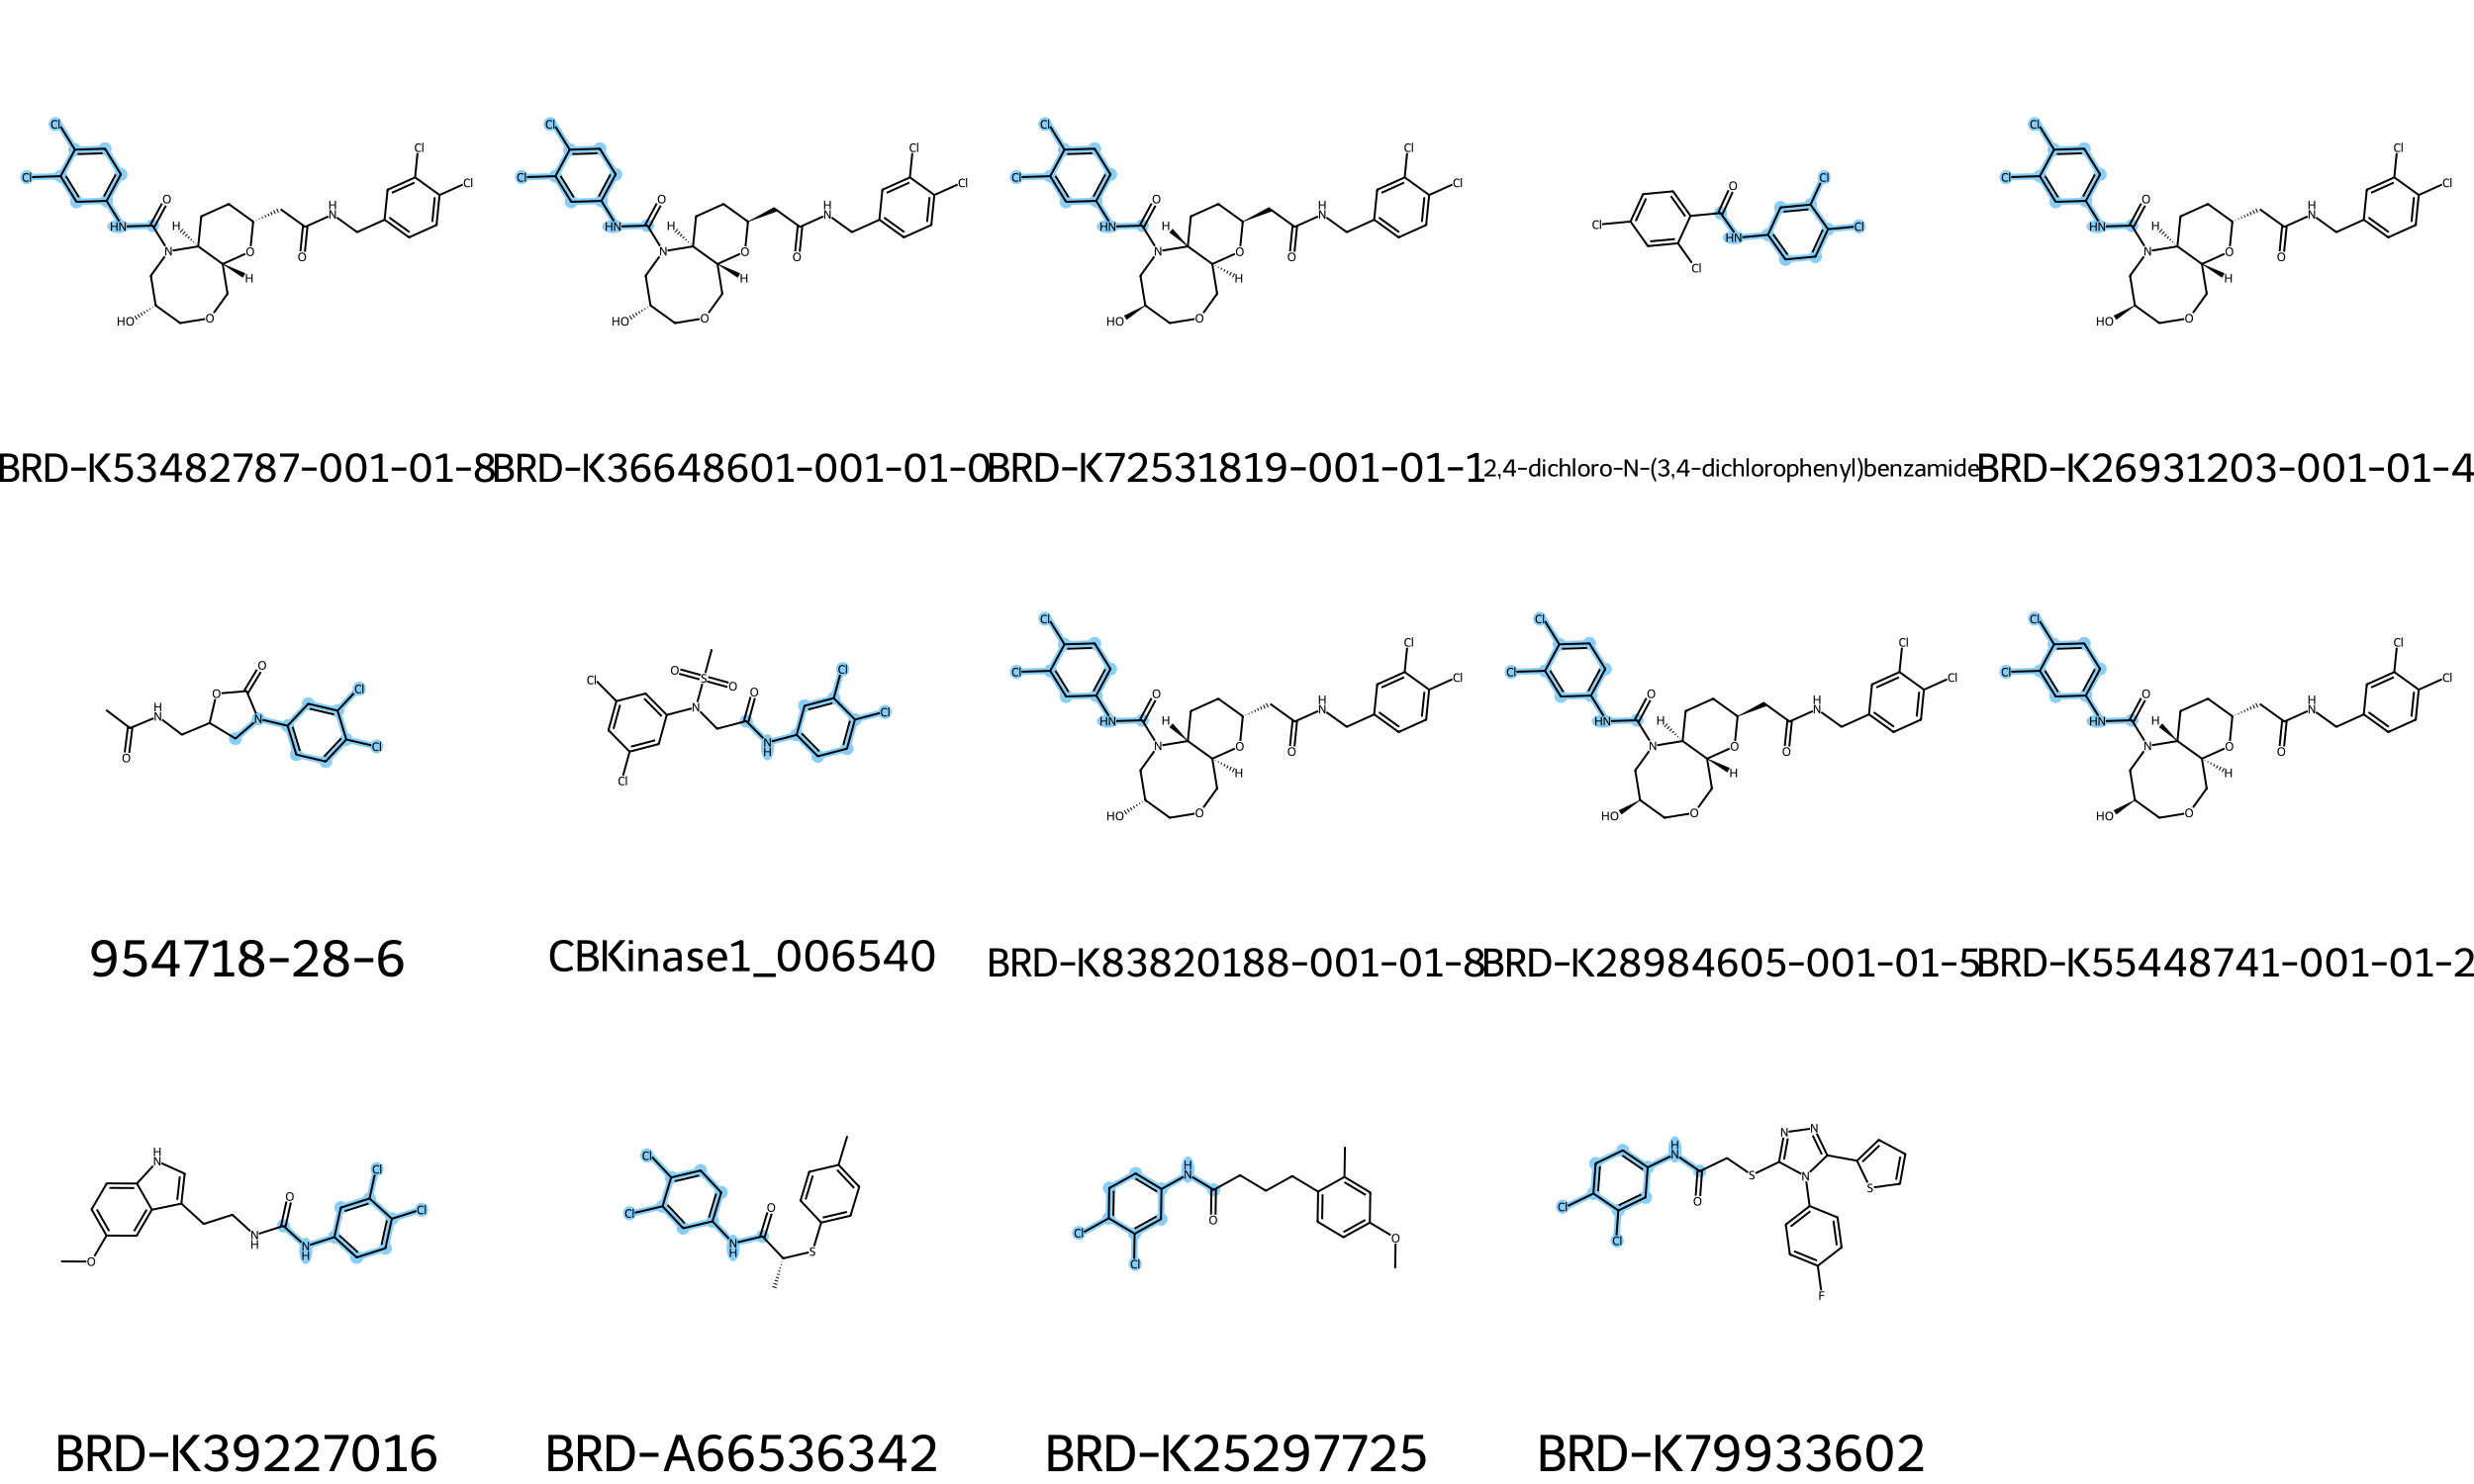 BRD-K53482787-001-01-8
BRD-K36648601-001-01-0
BRD-K72531819-001-01-1
2,4-dichloro-N-(3,4-dichlorophenyl)benzamide
BRD-K26931203-001-01-4
954718-28-6
CBKinase1_006540
BRD-K83820188-001-01-8
BRD-K28984605-001-01-5
BRD-K55448741-001-01-2
BRD-K39227016
BRD-A66536342
BRD-K25297725
BRD-K79933602